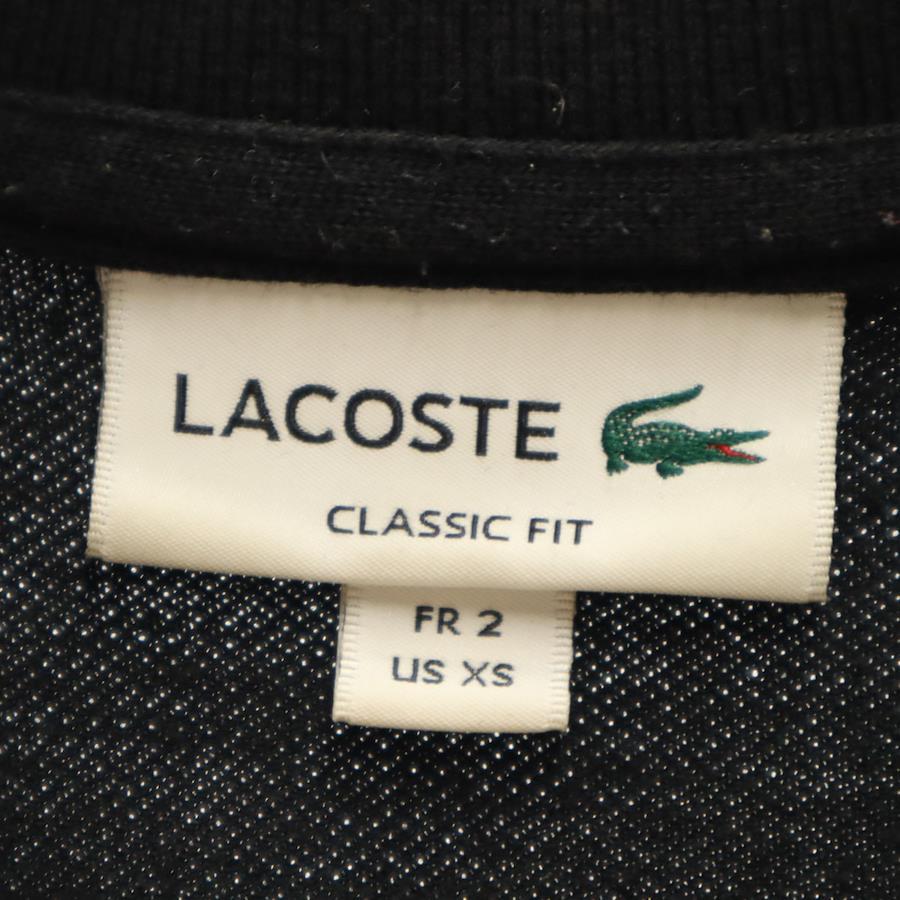 LACOSTE
CLASSIC FIT
FR 2
US XS